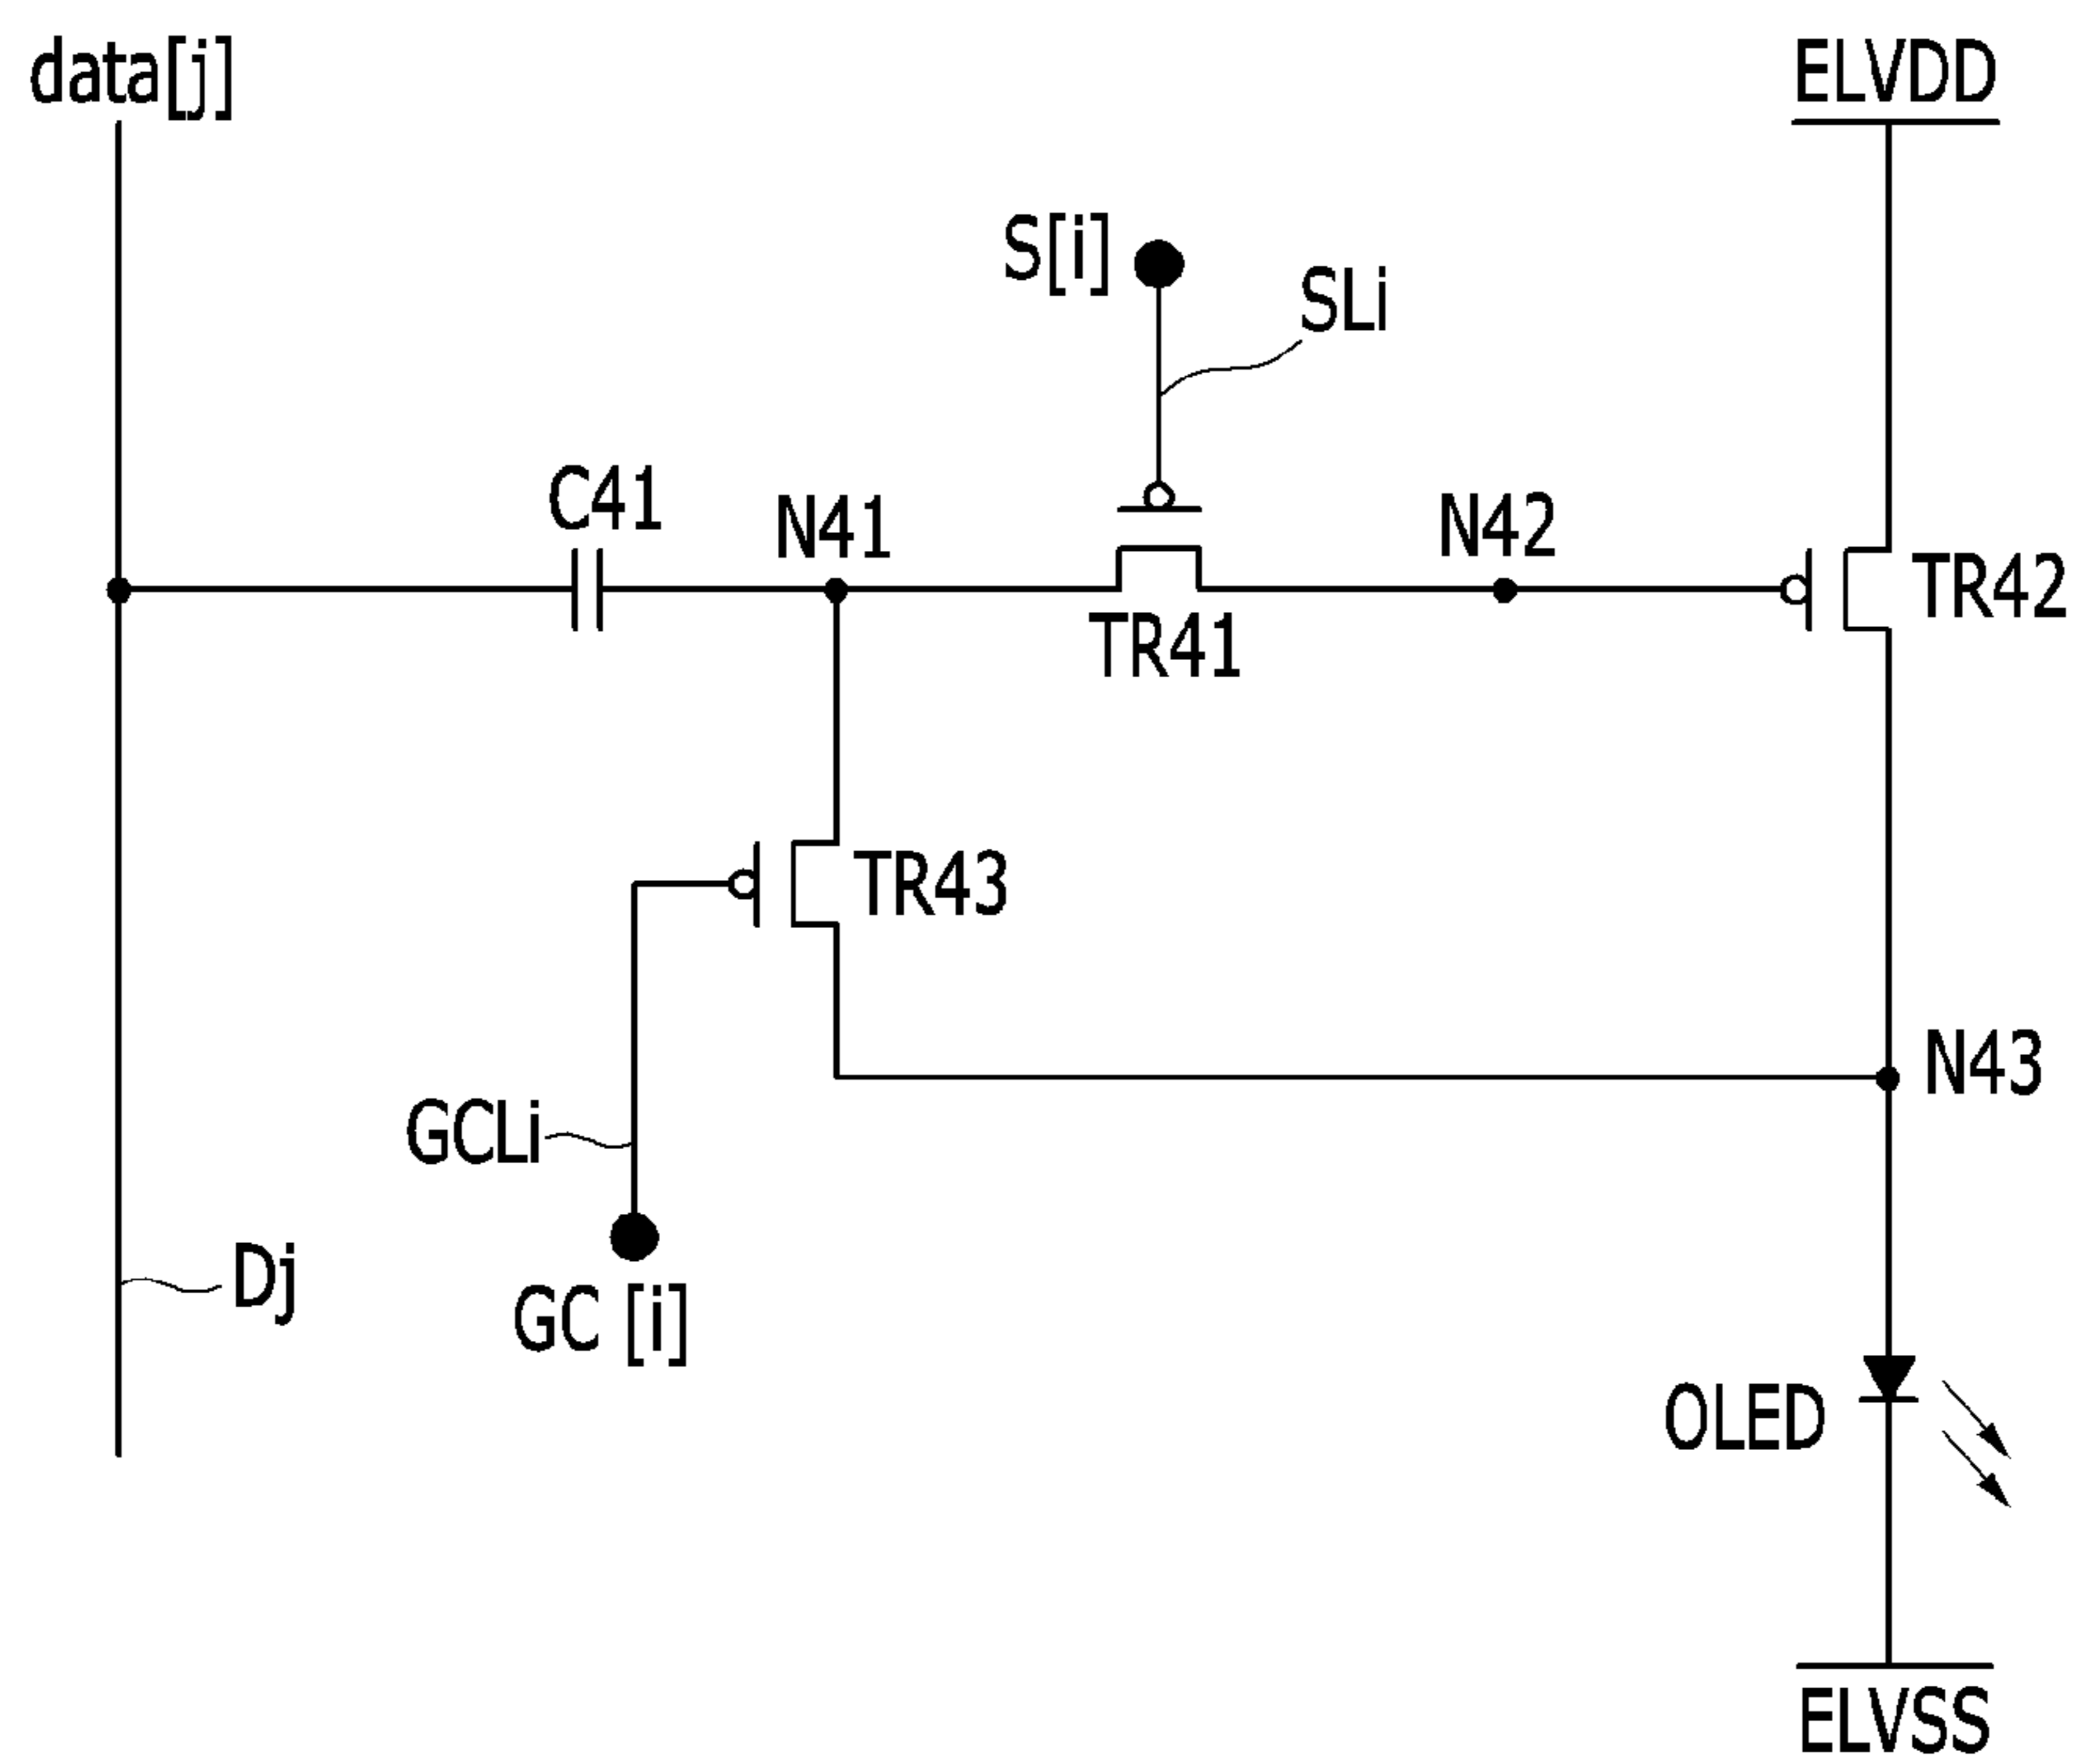 data[j]
ELVDD
S[i]
SLi
C41
N41
N42
TR42
TR41
TR43
N43
GCLi
Dj
GC [i]
OLED
ELVSS